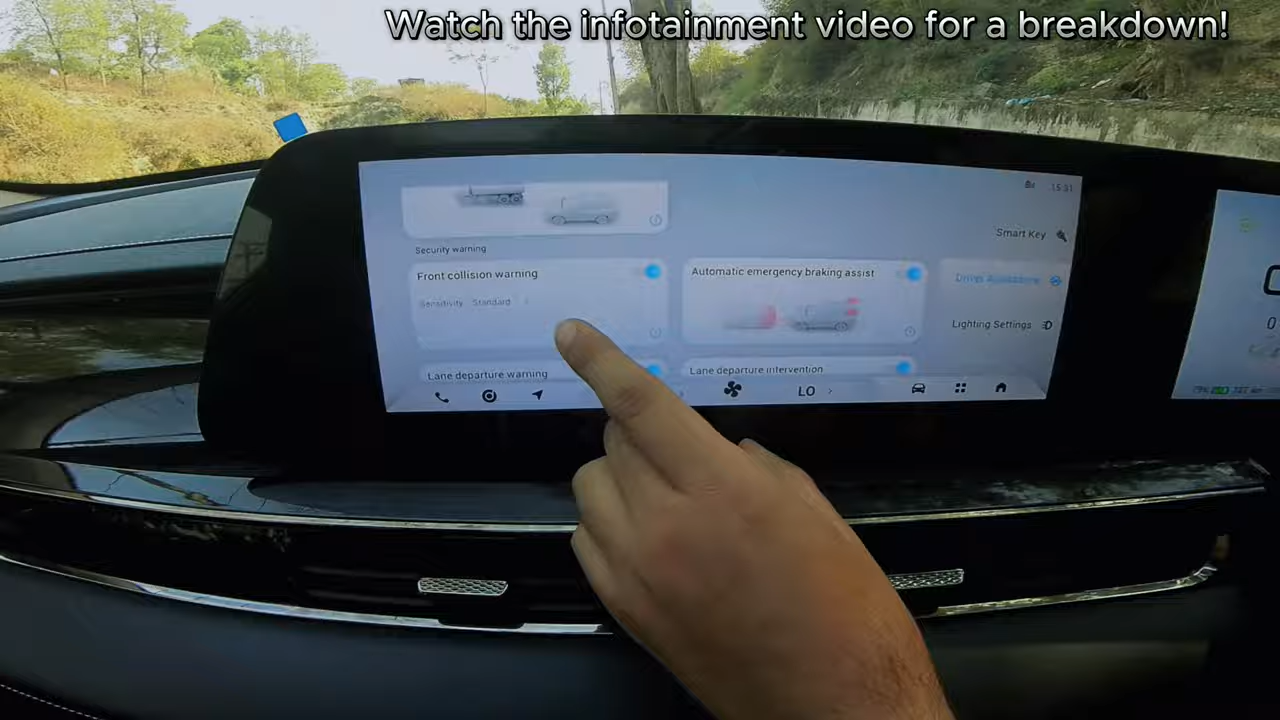 Watch the infotainment video for a breakdown!
15:31
Smart Key
Security warning
Front collision warning
Automatic emergency braking assist
Driver Assistance
Sensitivity Standard
Lighting Settings
Lane departure warning
Lane departure intervention
LO
0